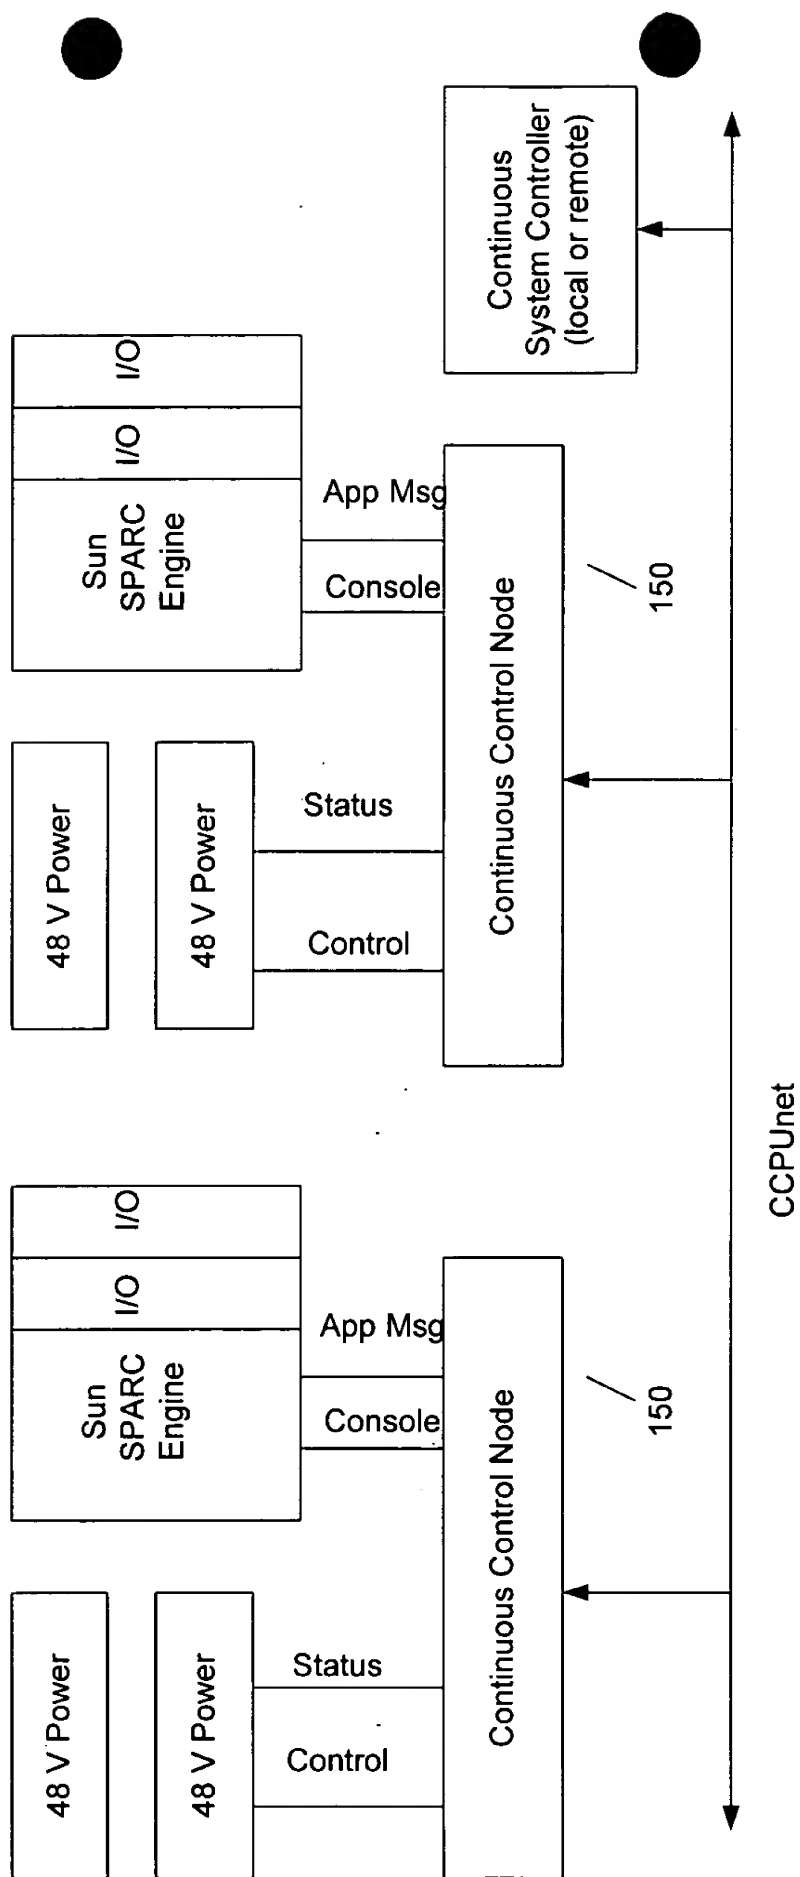 Continuous
System Controller
(local or remote)
I/O
I/O
Sun
SPARC
Engine
App Msg
Console
Continuous Control Node
150
48 V Power
48 V Power
Status
Control
CCPUnet
I/O
I/O
Sun
SPARC
Engine
App Msg
Console
Continuous Control Node
150
48 V Power
48 V Power
Status
Control